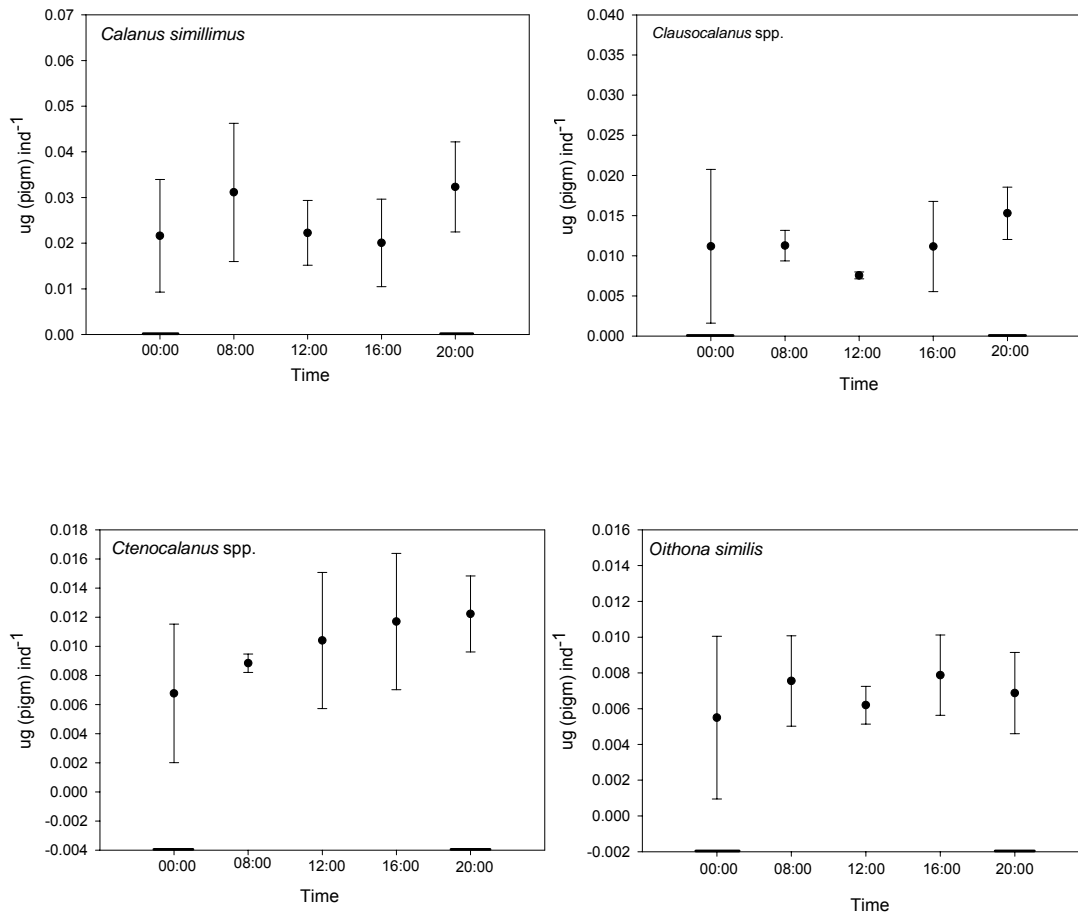 Calanus simillimus
ug (pigm) ind⁻¹
0.07
0.06
0.05
0.04
0.03
0.02
0.01
0.00
00:00 08:00 12:00 16:00 20:00
Time
Clausocalanus spp.
ug (pigm) ind⁻¹
0.040
0.035
0.030
0.025
0.020
0.015
0.010
0.005
0.000
00:00 08:00 12:00 16:00 20:00
Time
Ctenocalanus spp.
ug (pigm) ind⁻¹
0.018
0.016
0.014
0.012
0.010
0.008
0.006
0.004
0.002
0.000
-0.002
-0.004
00:00 08:00 12:00 16:00 20:00
Time
Oithona similis
ug (pigm) ind⁻¹
0.016
0.014
0.012
0.010
0.008
0.006
0.004
0.002
0.000
-0.002
00:00 08:00 12:00 16:00 20:00
Time